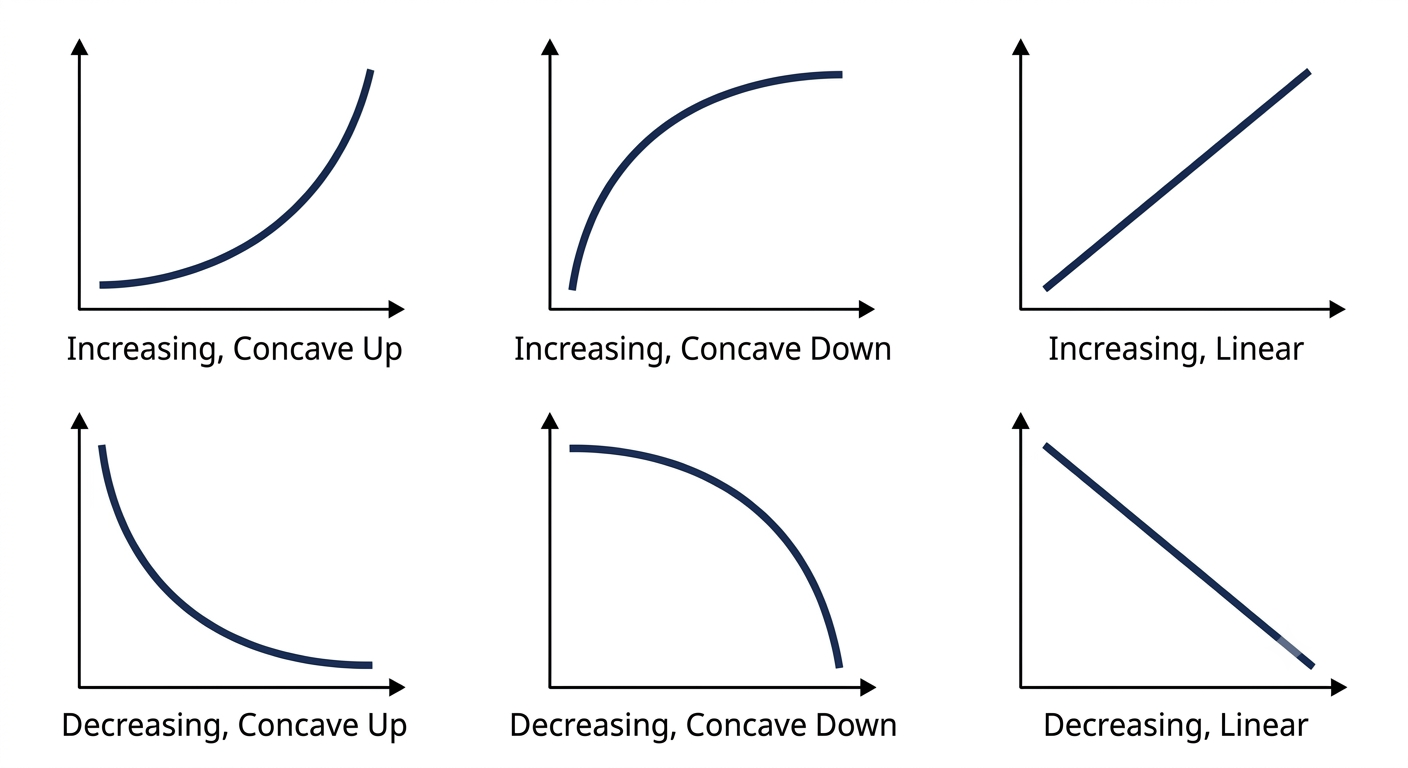 Increasing, Concave Up
Increasing, Concave Down
Increasing, Linear
Decreasing, Concave Up
Decreasing, Concave Down
Decreasing, Linear